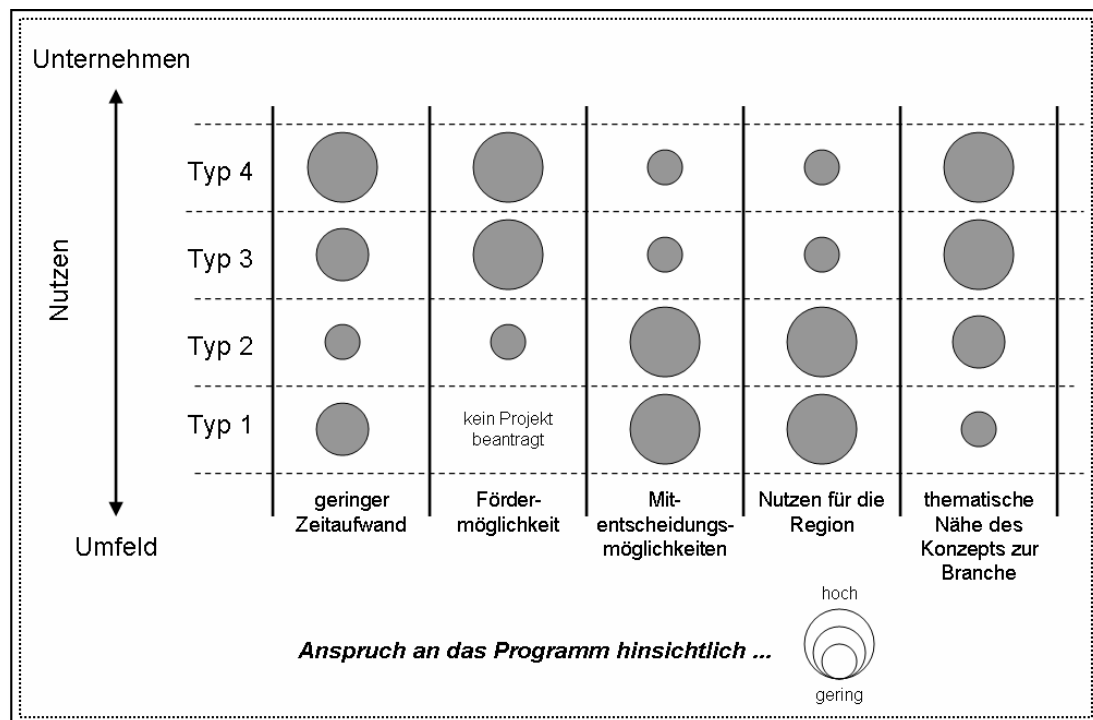 Unternehmen
Nutzen
Umfeld
Typ 4
Typ 3
Typ 2
Typ 1
kein Projekt
beantragt
geringer
Zeitaufwand
Förder-
möglichkeit
Mit-
entscheidungs-
möglichkeiten
Nutzen für die
Region
thematische
Nähe des
Konzepts zur
Branche
Anspruch an das Programm hinsichtlich ...
hoch
gering